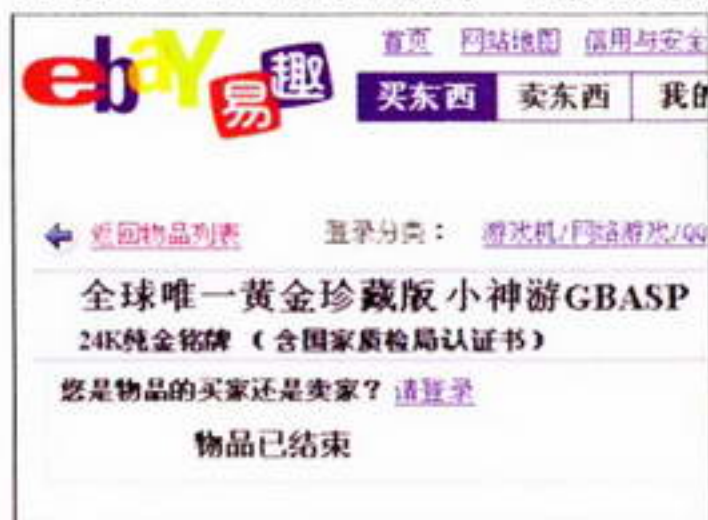 首页 网站地图 信用与安全
ebay易趣
买东西 卖东西 我的
返回物品列表 登录分类： 游戏机/网络游戏/QQ
全球唯一黄金珍藏版 小神游GBASP
24K纯金铭牌 （含国家质检局认证书）
您是物品的买家还是卖家？ 请登录
物品已结束